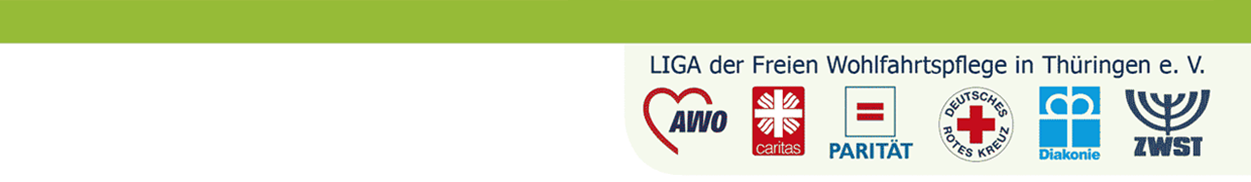 LIGA der Freien Wohlfahrtspflege in Thüringen e. V.
AWO
caritas
PARITÄT
DEUTSCHES ROTES KREUZ
Diakonie
ZWST